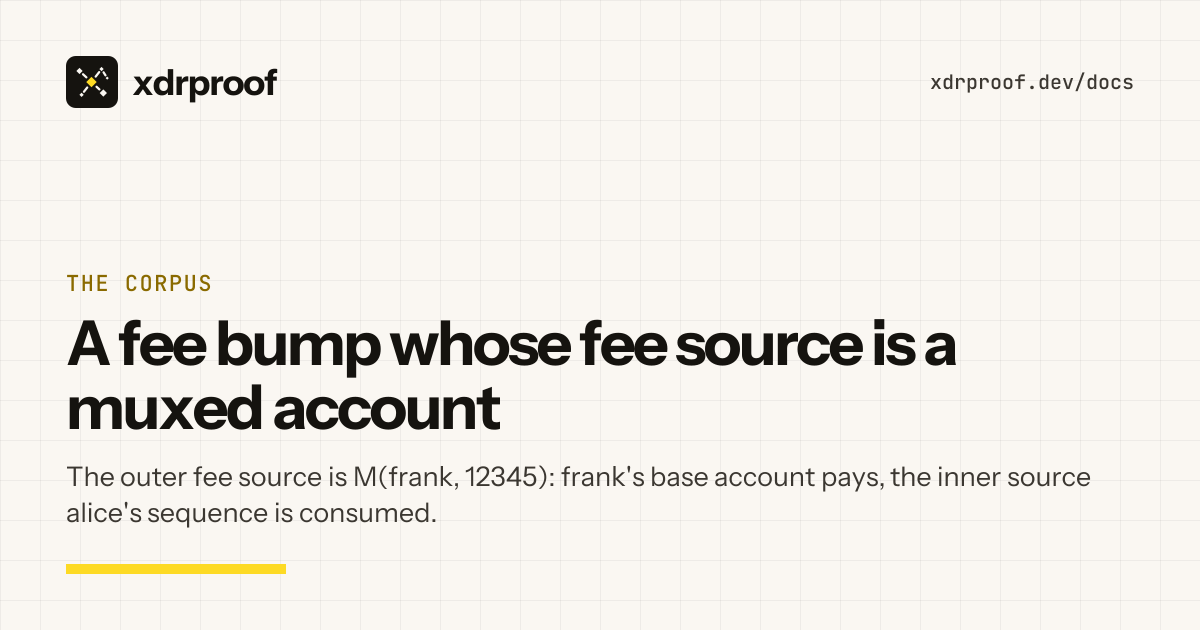 xdrproof
xdrproof.dev/docs
THE CORPUS
A fee bump whose fee source is a
muxed account
The outer fee source is M(frank, 12345): frank's base account pays, the inner source
alice's sequence is consumed.